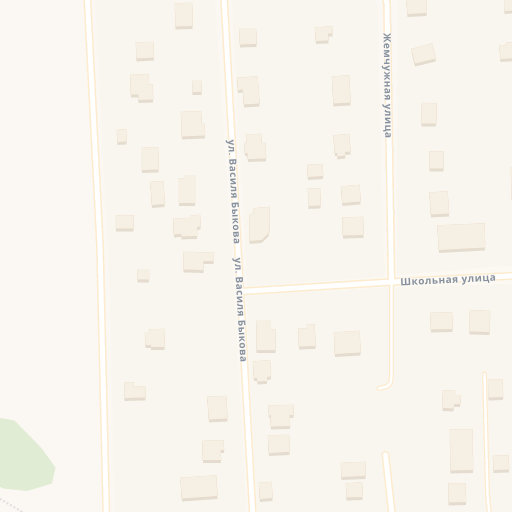 Жемчужная улица
ул. Василя Быкова
ул. Василя Быкова
Школьная улица